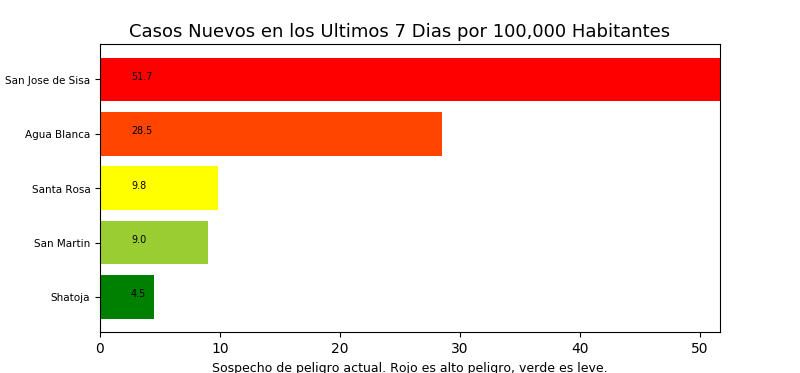 Casos Nuevos en los Ultimos 7 Dias por 100,000 Habitantes
San Jose de Sisa 51.7
Agua Blanca 28.5
Santa Rosa 9.8
San Martin 9.0
Shatoja 4.5
0 10 20 30 40 50
Sospecho de peligro actual. Rojo es alto peligro, verde es leve.